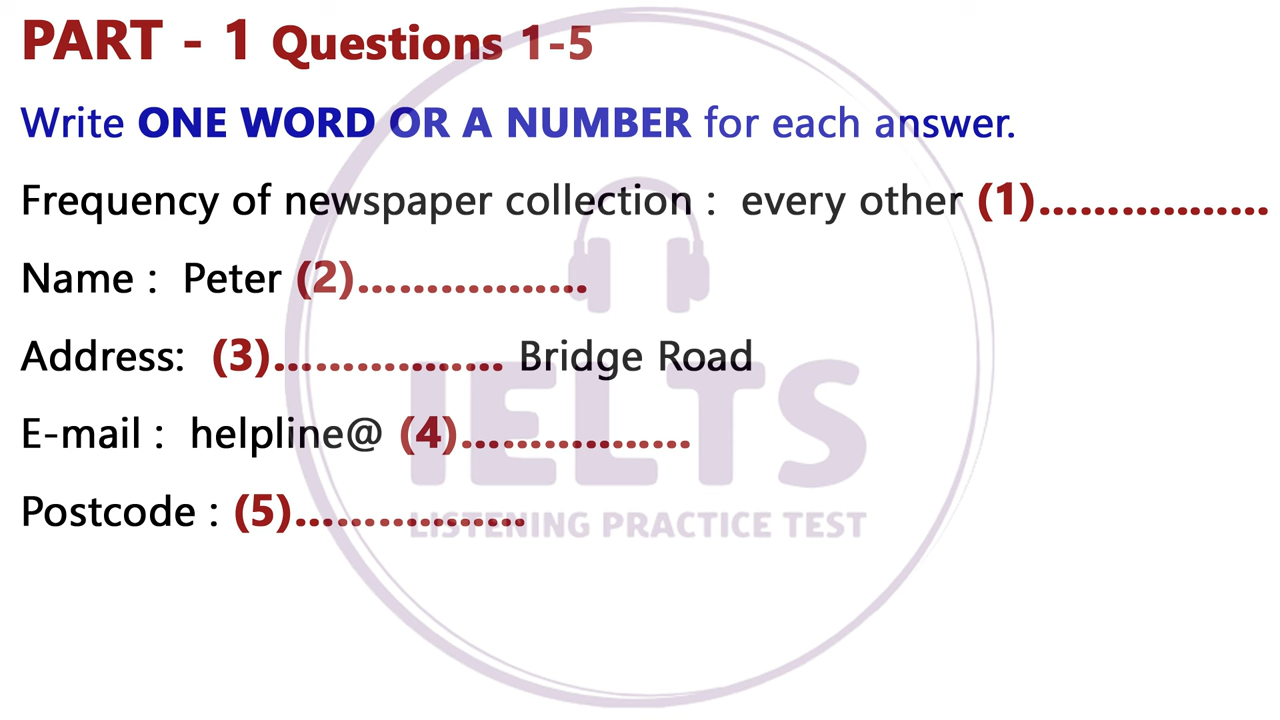 PART - 1 Questions 1-5
Write ONE WORD OR A NUMBER for each answer.
Frequency of newspaper collection : every other (1)……………..……
Name : Peter (2)……………..……
Address: (3)……………..…… Bridge Road
E-mail : helpline@ (4)……………..……
Postcode : (5)……………..……
IELTS
LISTENING PRACTICE TEST